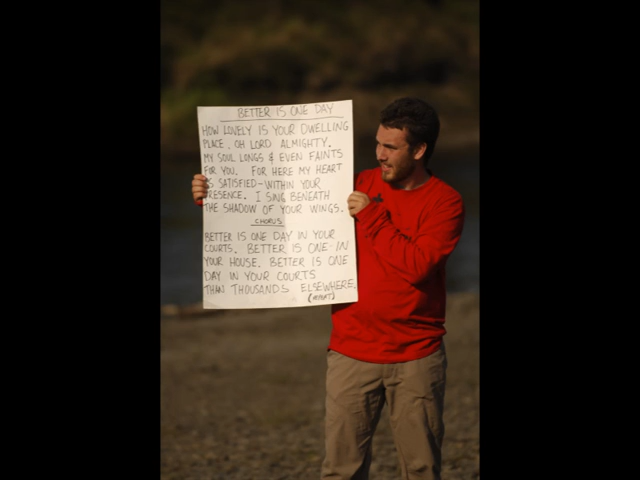 BETTER IS ONE DAY
HOW LOVELY IS YOUR DWELLING
PLACE, OH LORD ALMIGHTY.
MY SOUL LONGS & EVEN FAINTS
FOR YOU. FOR HERE MY HEART
IS SATISFIED-WITHIN YOUR
PRESENCE. I SING BENEATH
THE SHADOW OF YOUR WINGS.
CHORUS
BETTER IS ONE DAY IN YOUR
COURTS. BETTER IS ONE IN
YOUR HOUSE. BETTER IS ONE
DAY IN YOUR COURTS
THAN THOUSANDS ELSEWHERE.
(REPEAT)